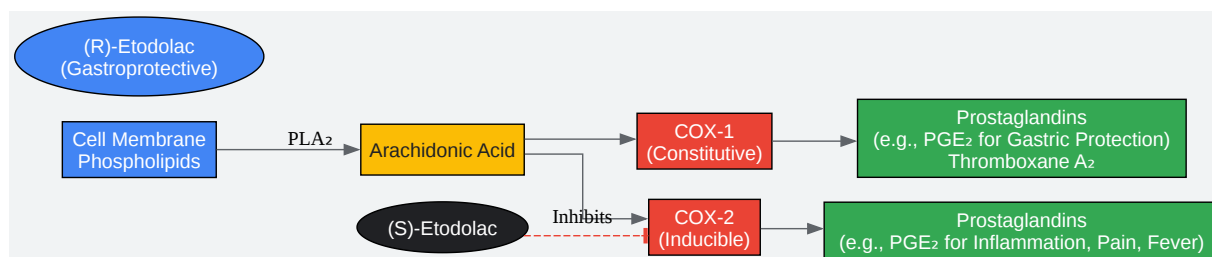 (R)-Etodolac
(Gastroprotective)
Cell Membrane
Phospholipids
PLA₂
Arachidonic Acid
COX-1
(Constitutive)
Prostaglandins
(e.g., PGE₂ for Gastric Protection)
Thromboxane A₂
(S)-Etodolac
Inhibits
COX-2
(Inducible)
Prostaglandins
(e.g., PGE₂ for Inflammation, Pain, Fever)